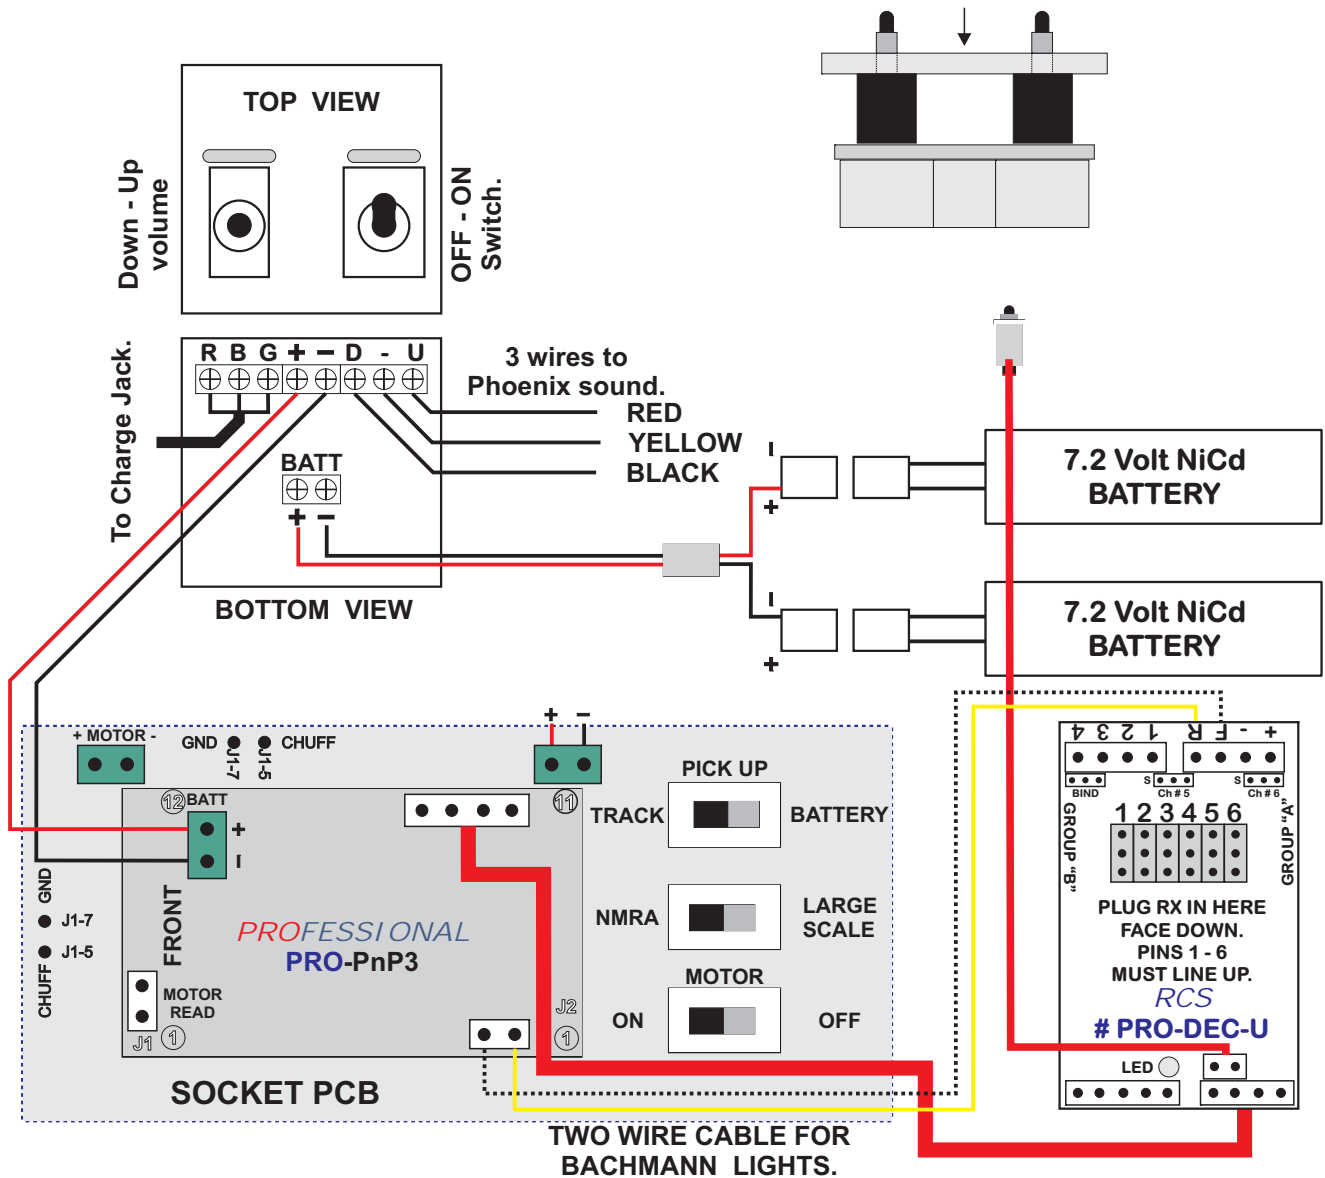 TOP VIEW
Down - Up
volume
OFF - ON
Switch.
R B G + − D - U
3 wires to
Phoenix sound.
RED
YELLOW
BLACK
To Charge Jack.
BATT
+ −
BOTTOM VIEW
-
+
7.2 Volt NiCd
BATTERY
-
+
7.2 Volt NiCd
BATTERY
+ MOTOR -
GND
J1-7
J1-5
CHUFF
+ −
12
BATT
+
-
11
PICK UP
TRACK
BATTERY
NMRA
LARGE
SCALE
MOTOR
ON
OFF
GND
J1-7
J1-5
CHUFF
FRONT
PROFESSIONAL
PRO-PnP3
MOTOR
READ
J1
1
J2
1
SOCKET PCB
TWO WIRE CABLE FOR
BACHMANN LIGHTS.
4 3 2 1 R F - +
BIND
S
Ch # 5
S
Ch # 6
GROUP "B"
1 2 3 4 5 6
GROUP "A"
PLUG RX IN HERE
FACE DOWN.
PINS 1 - 6
MUST LINE UP.
RCS
# PRO-DEC-U
LED